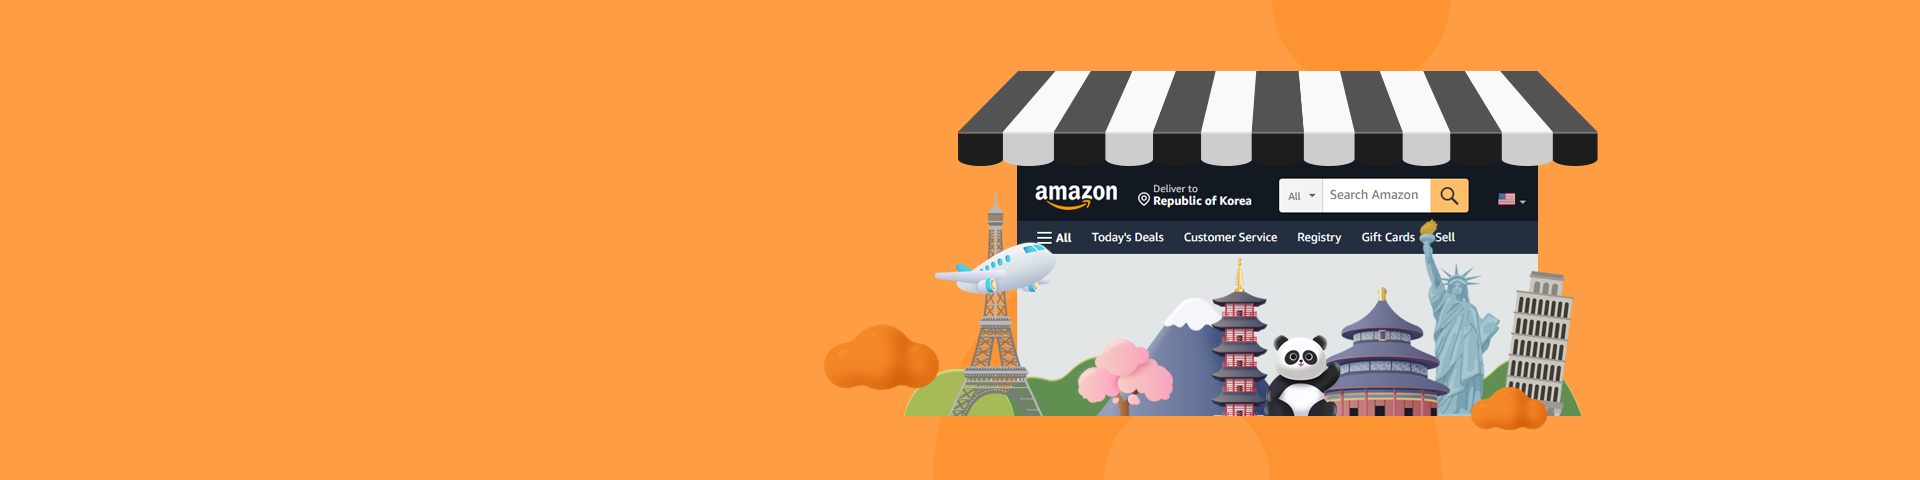 amazon
Deliver to
Republic of Korea
All
Search Amazon
All Today's Deals Customer Service Registry Gift Cards Sell